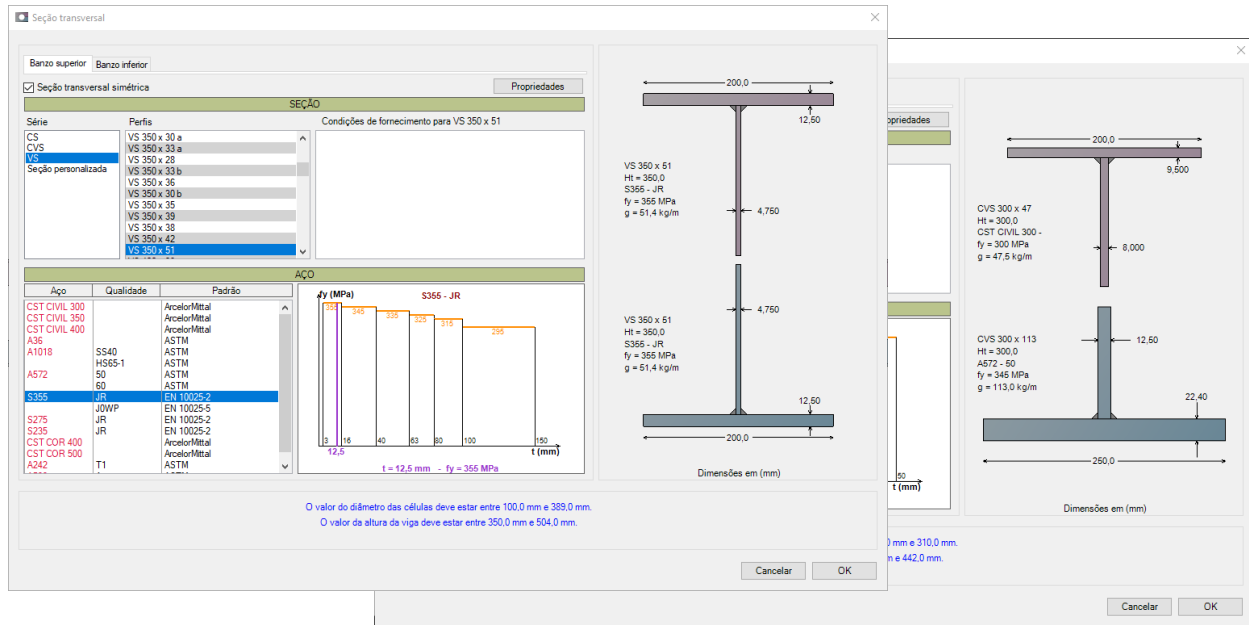 Seção transversal
Banzo superior Banzo inferior
Seção transversal simétrica
Propriedades
SEÇÃO
Série
CS
CVS
VS
Seção personalizada
Perfis
VS 350 x 30 a
VS 350 x 33 a
VS 350 x 28
VS 350 x 33 b
VS 350 x 36
VS 350 x 30 b
VS 350 x 35
VS 350 x 39
VS 350 x 38
VS 350 x 42
VS 350 x 51
Condições de fornecimento para VS 350 x 51
AÇO
Aço Qualidade Padrão
CST CIVIL 300 ArcelorMittal
CST CIVIL 350 ArcelorMittal
CST CIVIL 400 ArcelorMittal
A36 ASTM
A1018 SS40 ASTM
HS65-1 ASTM
A572 50 ASTM
60 ASTM
S355 JR EN 10025-2
J0WP EN 10025-5
S275 JR EN 10025-2
S235 JR EN 10025-2
CST COR 400 ArcelorMittal
CST COR 500 ArcelorMittal
A242 T1 ASTM
fy (MPa)
S355 - JR
355 345 335 325 315 295
3 16 40 63 80 100 150
12,5
t (mm)
t = 12,5 mm - fy = 355 MPa
200,0
12,50
VS 350 x 51
Ht = 350,0
S355 - JR
fy = 355 MPa
g = 51,4 kg/m
4,750
4,750
VS 350 x 51
Ht = 350,0
S355 - JR
fy = 355 MPa
g = 51,4 kg/m
12,50
200,0
Dimensões em (mm)
O valor do diâmetro das células deve estar entre 100,0 mm e 389,0 mm.
O valor da altura da viga deve estar entre 350,0 mm e 504,0 mm.
Cancelar OK
opriedades
200,0
9,500
CVS 300 x 47
Ht = 300,0
CST CIVIL 300 -
fy = 300 MPa
g = 47,5 kg/m
8,000
CVS 300 x 113
Ht = 300,0
A572 - 50
fy = 345 MPa
g = 113,0 kg/m
12,50
22,40
250,0
50
t (mm)
Dimensões em (mm)
0 mm e 310,0 mm.
m e 442,0 mm.
Cancelar OK